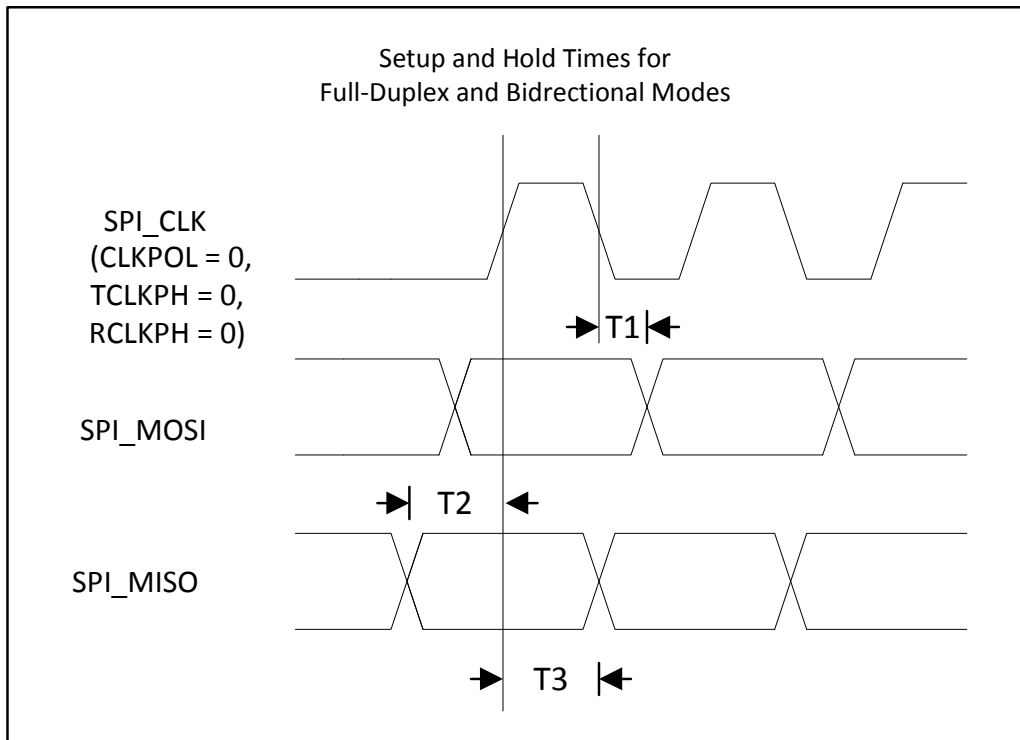 Setup and Hold Times for
Full-Duplex and Bidrectional Modes
SPI_CLK
(CLKPOL = 0,
TCLKPH = 0,
RCLKPH = 0)
T1
SPI_MOSI
T2
SPI_MISO
T3